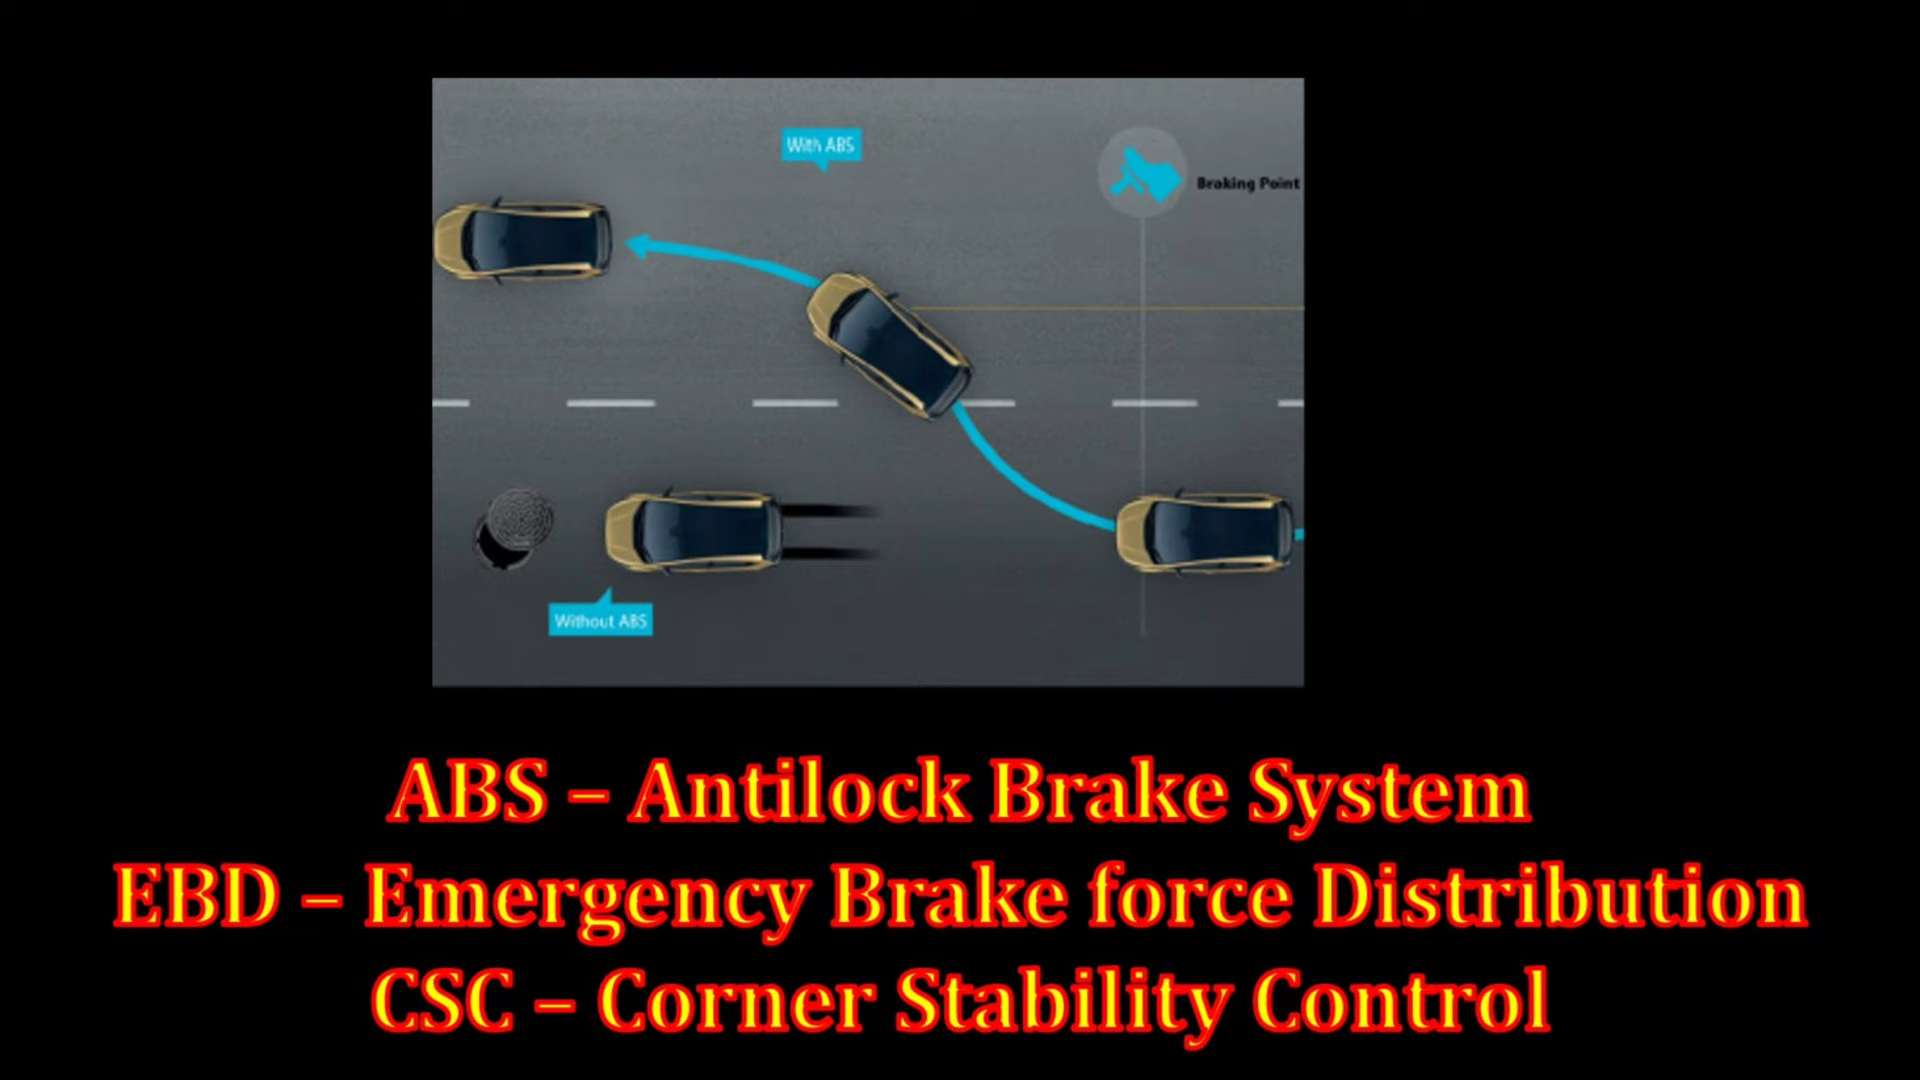 With ABS
Braking Point
Without ABS
ABS – Antilock Brake System
EBD – Emergency Brake force Distribution
CSC – Corner Stability Control